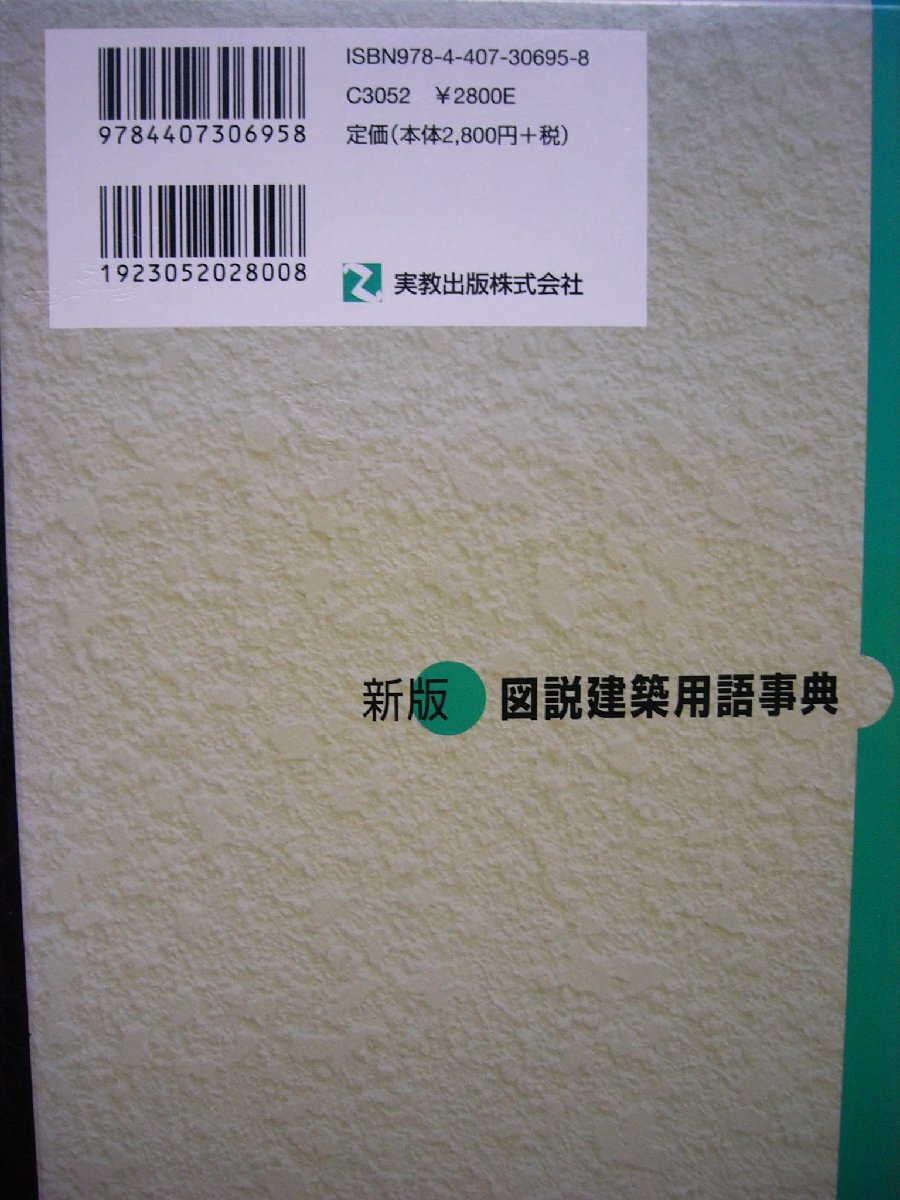 ISBN978-4-407-30695-8
C3052 ￥2800E
定価(本体2,800円+税)
9784407306958
1923052028008
実教出版株式会社
新版 図説建築用語事典